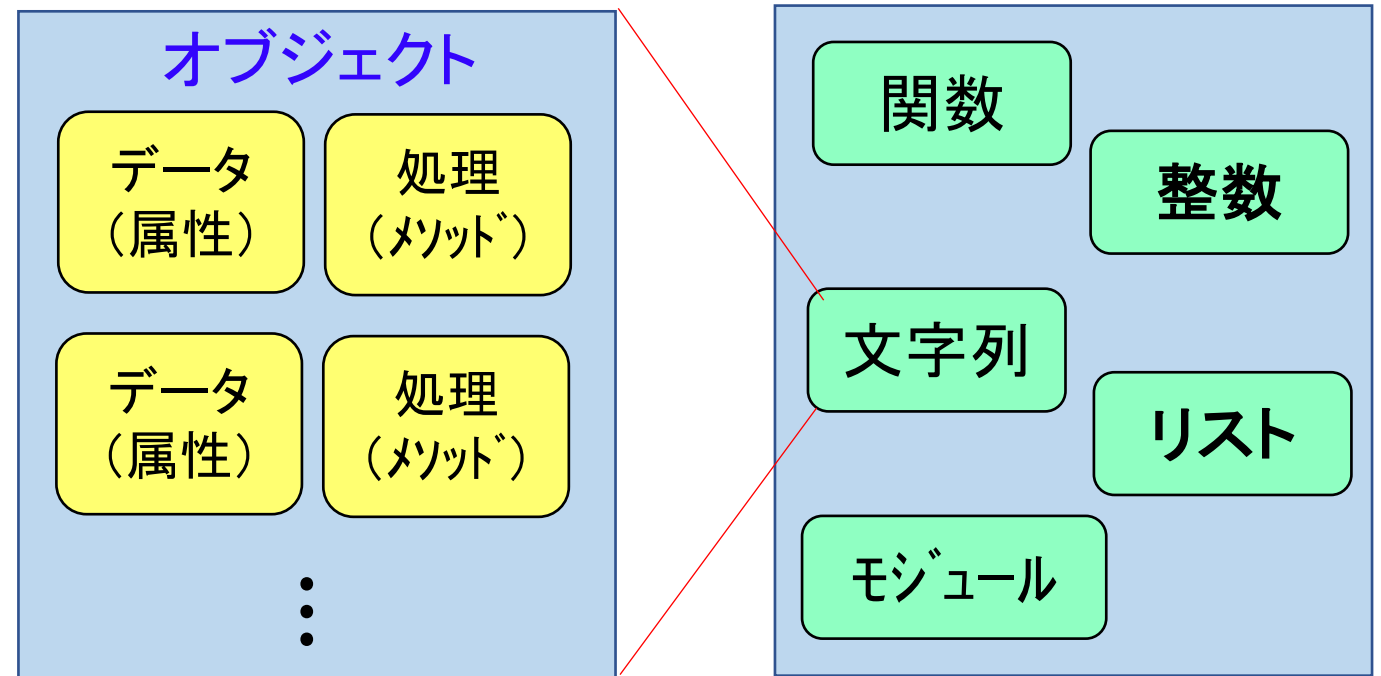 オブジェクト
データ
(属性)
処理
(メソッド)
データ
(属性)
処理
(メソッド)
関数
整数
文字列
リスト
モジュール